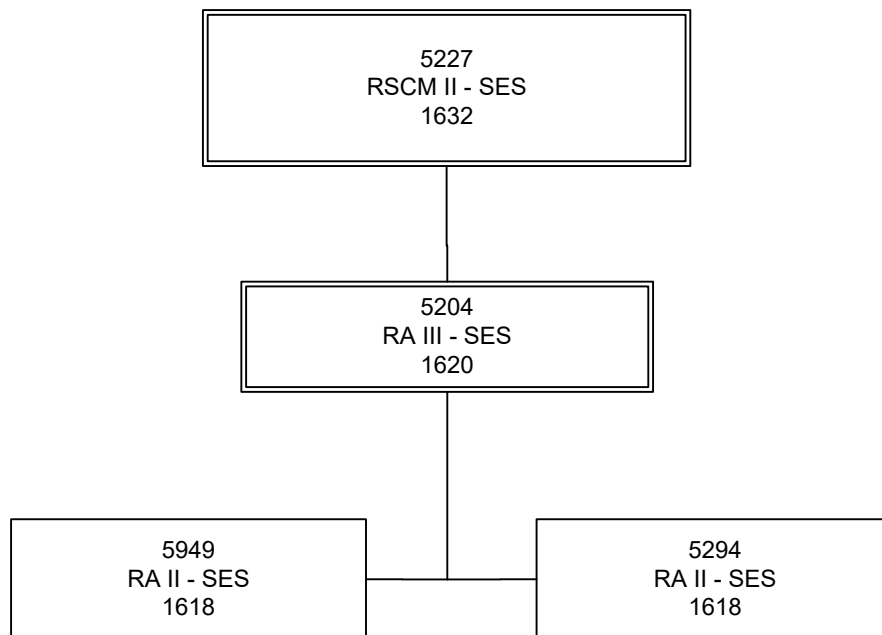 5227
RSCM II - SES
1632
5204
RA III - SES
1620
5949
RA II - SES
1618
5294
RA II - SES
1618